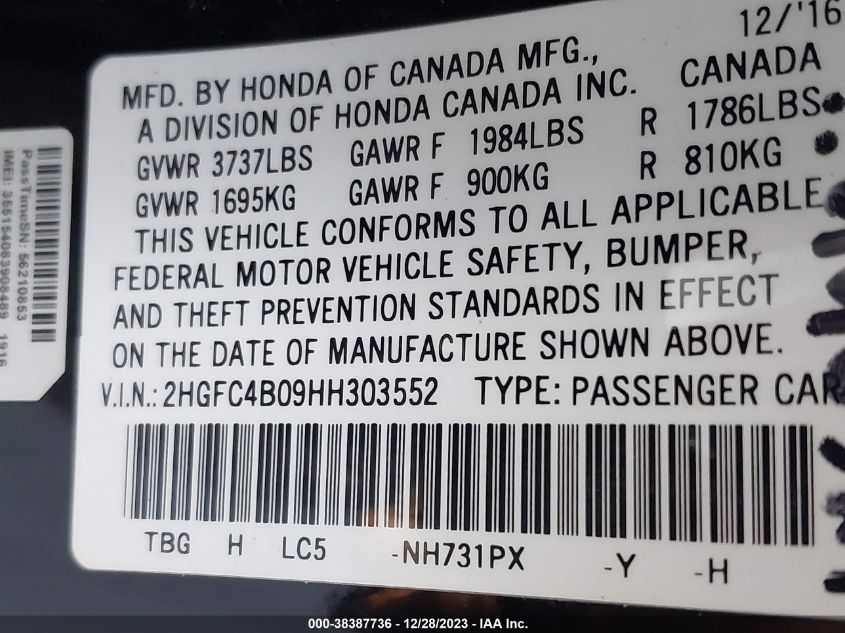 12/'16
MFD. BY HONDA OF CANADA MFG.,
A DIVISION OF HONDA CANADA INC. CANADA
GVWR 3737LBS GAWR F 1984LBS R 1786LBS
GVWR 1695KG GAWR F 900KG R 810KG
THIS VEHICLE CONFORMS TO ALL APPLICABLE
FEDERAL MOTOR VEHICLE SAFETY, BUMPER,
AND THEFT PREVENTION STANDARDS IN EFFECT
ON THE DATE OF MANUFACTURE SHOWN ABOVE.
V.I.N.: 2HGFC4B09HH303552 TYPE: PASSENGER CAR
TBG H LC5 -NH731PX -Y -H
PassTimeSN: 56210853
IMEI: 355154083908489 1916
000-38387736 - 12/28/2023 - IAA Inc.